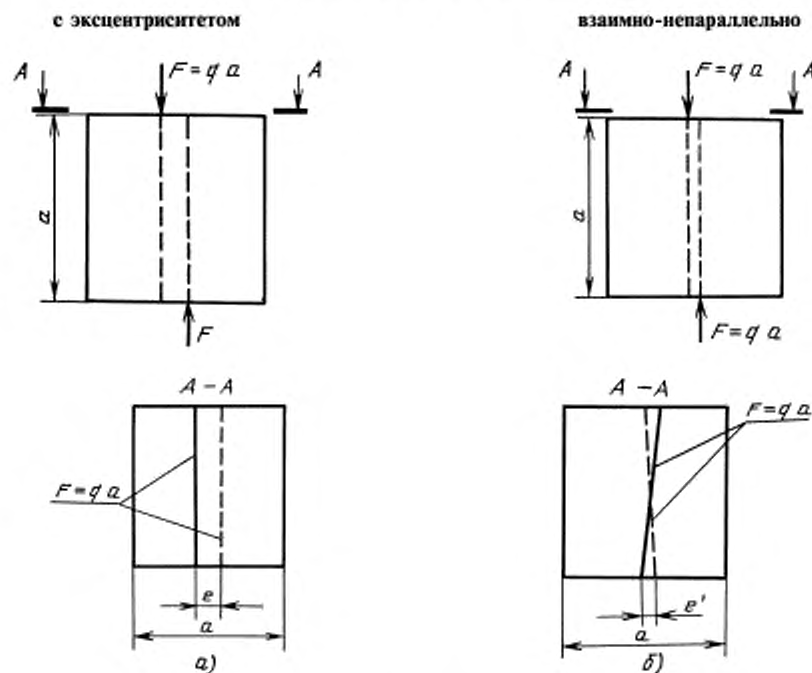 с эксцентриситетом
взаимно-непараллельно
A
F = q a
A
a
F
A
F = q a
A
a
F = q a
A – A
F = q a
e
a
а)
A – A
F = q a
e'
a
б)